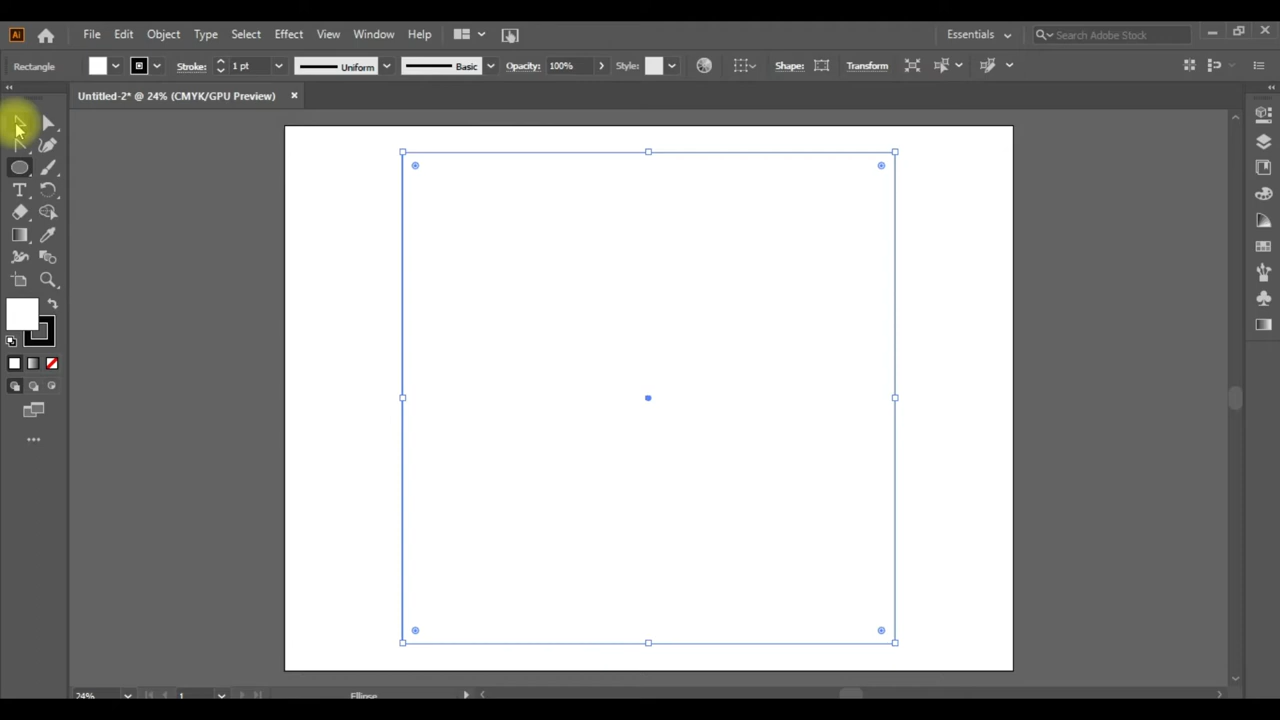 Ai File Edit Object Type Select Effect View Window Help Essentials Search Adobe Stock
Rectangle Stroke: 1 pt Uniform Basic Opacity: 100% Style: Shape: Transform
Untitled-2* @ 24% (CMYK/GPU Preview) ×
24% 1 Ellipse